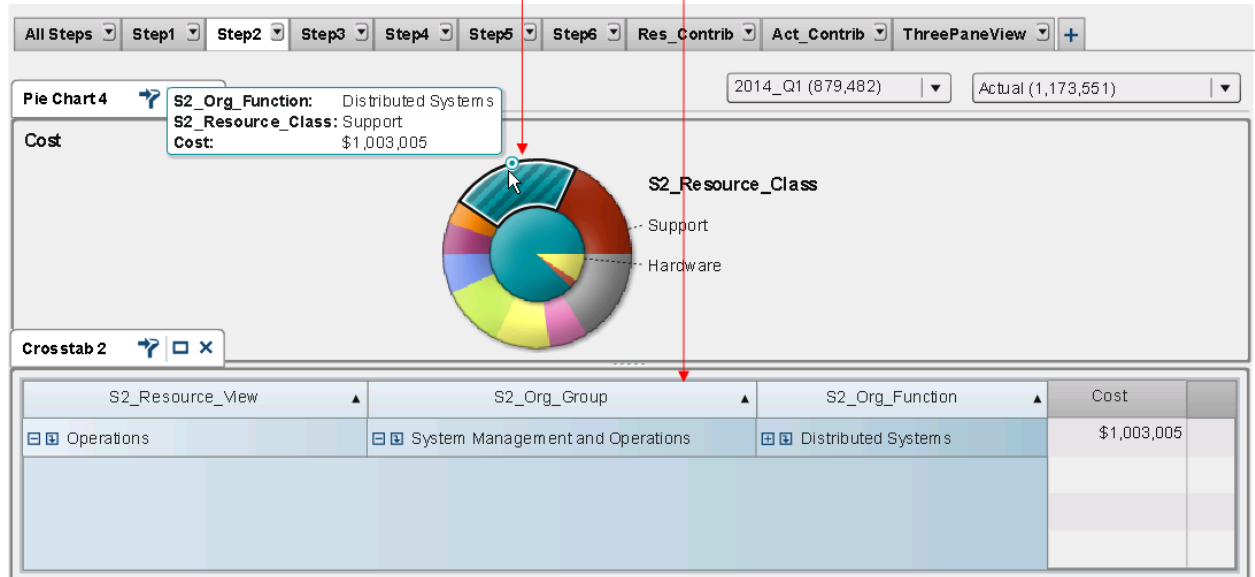 All Steps Step1 Step2 Step3 Step4 Step5 Step6 Res_Contrib Act_Contrib ThreePaneView +
Pie Chart 4
2014_Q1 (879,482) Actual (1,173,551)
S2_Org_Function: Distributed Systems
S2_Resource_Class: Support
Cost: $1,003,005
Cost
S2_Resource_Class
Support
Hardware
Crosstab 2
S2_Resource_View S2_Org_Group S2_Org_Function Cost
Operations System Management and Operations Distributed Systems $1,003,005